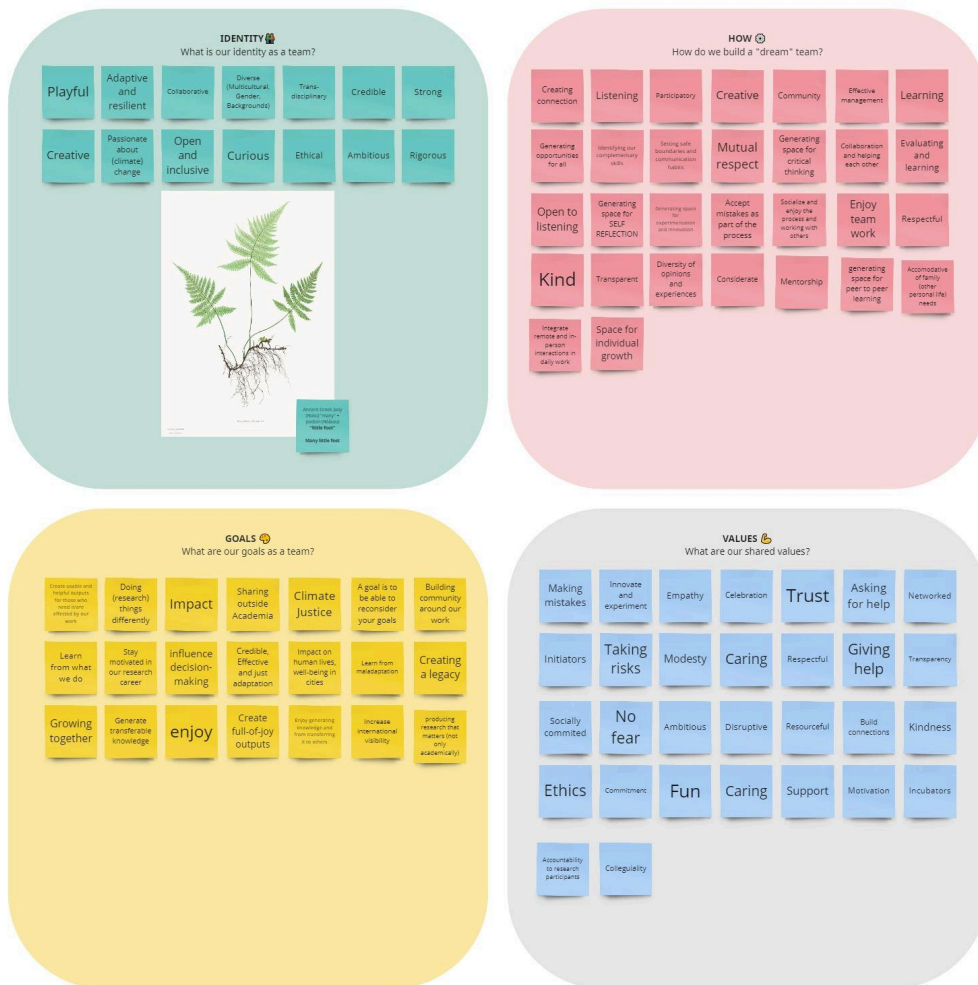 IDENTITY
What is our identity as a team?
Playful
Adaptive
and
resilient
Collaborative
Diverse
(Multicultural,
Gender,
Backgrounds)
Trans-
disciplinary
Credible
Strong
Creative
Passionate
about
(climate)
change
Open
and
inclusive
Curious
Ethical
Ambitious
Rigorous
"little foot"
Many little feet
HOW
How do we build a "dream" team?
Creating
connection
Listening
Participatory
Creative
Community
Effective
management
Learning
Generating
opportunities
for all
Identifying our
complementary
skills
Setting safe
boundaries and
communication
habits
Mutual
respect
Generating
space for
critical
thinking
Collaboration
and helping
each other
Evaluating
and
learning
Open to
listening
Generating
space for
SELF
REFLECTION
Generating space
for
experimentation
and innovation
Accept
mistakes as
part of the
process
Socialize and
enjoy the
process and
working with
others
Enjoy
team
work
Respectful
Kind
Transparent
Diversity of
opinions
and
experiences
Considerate
Mentorship
generating
space for
peer to peer
learning
Accomodative
of family
(other
personal life)
needs
Integrate
remote and in-
person
interactions in
daily work
Space for
individual
growth
GOALS
What are our goals as a team?
Create useful and
helpful outputs
for those who
need is/are
affected by our
work
Doing
(research)
things
differently
Impact
Sharing
outside
Academia
Climate
Justice
A goal is to
be able to
reconsider
your goals
Building
community
around our
work
Learn
from what
we do
Stay
motivated in
our research
career
influence
decision-
making
Credible,
Effective
and just
adaptation
Impact on
human lives,
well-being in
cities
Learn from
maladaptation
Creating
a legacy
Growing
together
Generate
transferable
knowledge
enjoy
Create
full-of-joy
outputs
Enjoy generating
knowledge and
from transferring
it to others
Increase
international
visibility
producing
research that
matters (not
only
academically)
VALUES
What are our shared values?
Making
mistakes
Innovate
and
experiment
Empathy
Celebration
Trust
Asking
for help
Networked
Initiators
Taking
risks
Modesty
Caring
Respectful
Giving
help
Transparency
Socially
commited
No
fear
Ambitious
Disruptive
Resourceful
Build
connections
Kindness
Ethics
Commitment
Fun
Caring
Support
Motivation
Incubators
Accountability
to research
participants
Colleguiality